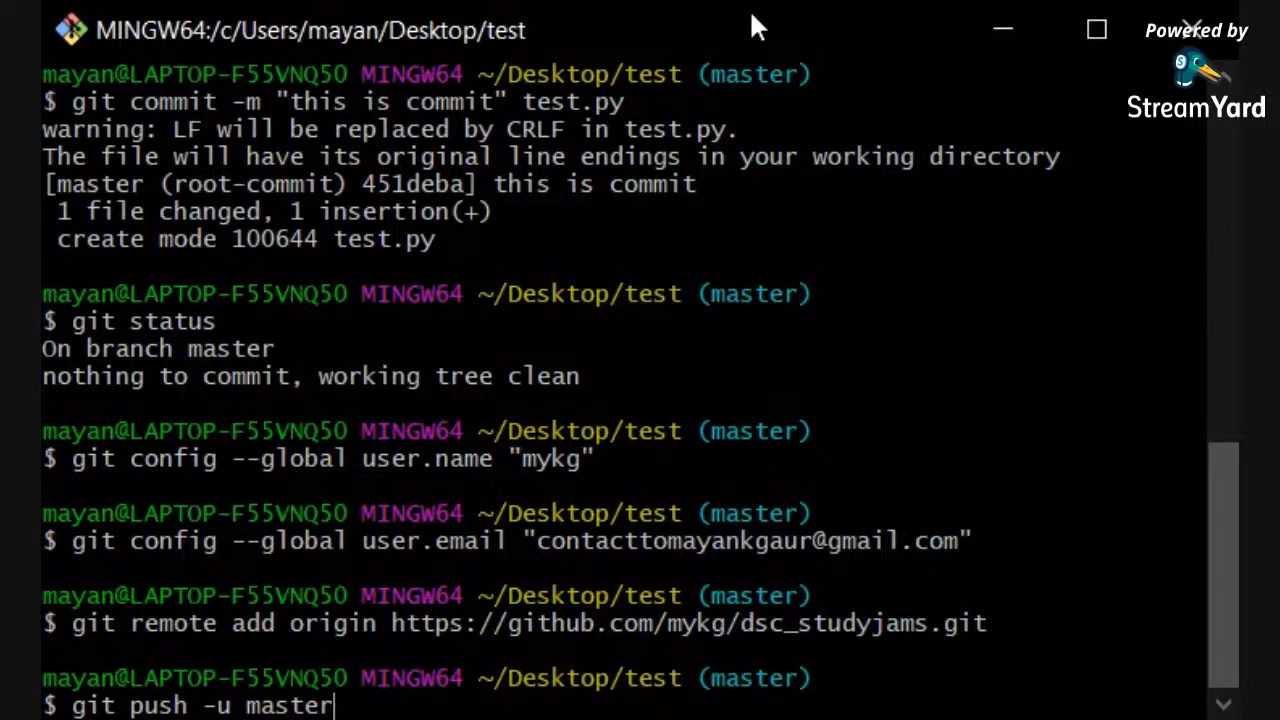 MINGW64:/c/Users/mayan/Desktop/test
Powered by
StreamYard
mayan@LAPTOP-F55VNQ50 MINGW64 ~/Desktop/test (master)
$ git commit -m "this is commit" test.py
warning: LF will be replaced by CRLF in test.py.
The file will have its original line endings in your working directory
[master (root-commit) 451deba] this is commit
 1 file changed, 1 insertion(+)
 create mode 100644 test.py
mayan@LAPTOP-F55VNQ50 MINGW64 ~/Desktop/test (master)
$ git status
On branch master
nothing to commit, working tree clean
mayan@LAPTOP-F55VNQ50 MINGW64 ~/Desktop/test (master)
$ git config --global user.name "mykg"
mayan@LAPTOP-F55VNQ50 MINGW64 ~/Desktop/test (master)
$ git config --global user.email "contacttomayankgaur@gmail.com"
mayan@LAPTOP-F55VNQ50 MINGW64 ~/Desktop/test (master)
$ git remote add origin https://github.com/mykg/dsc_studyjams.git
mayan@LAPTOP-F55VNQ50 MINGW64 ~/Desktop/test (master)
$ git push -u master